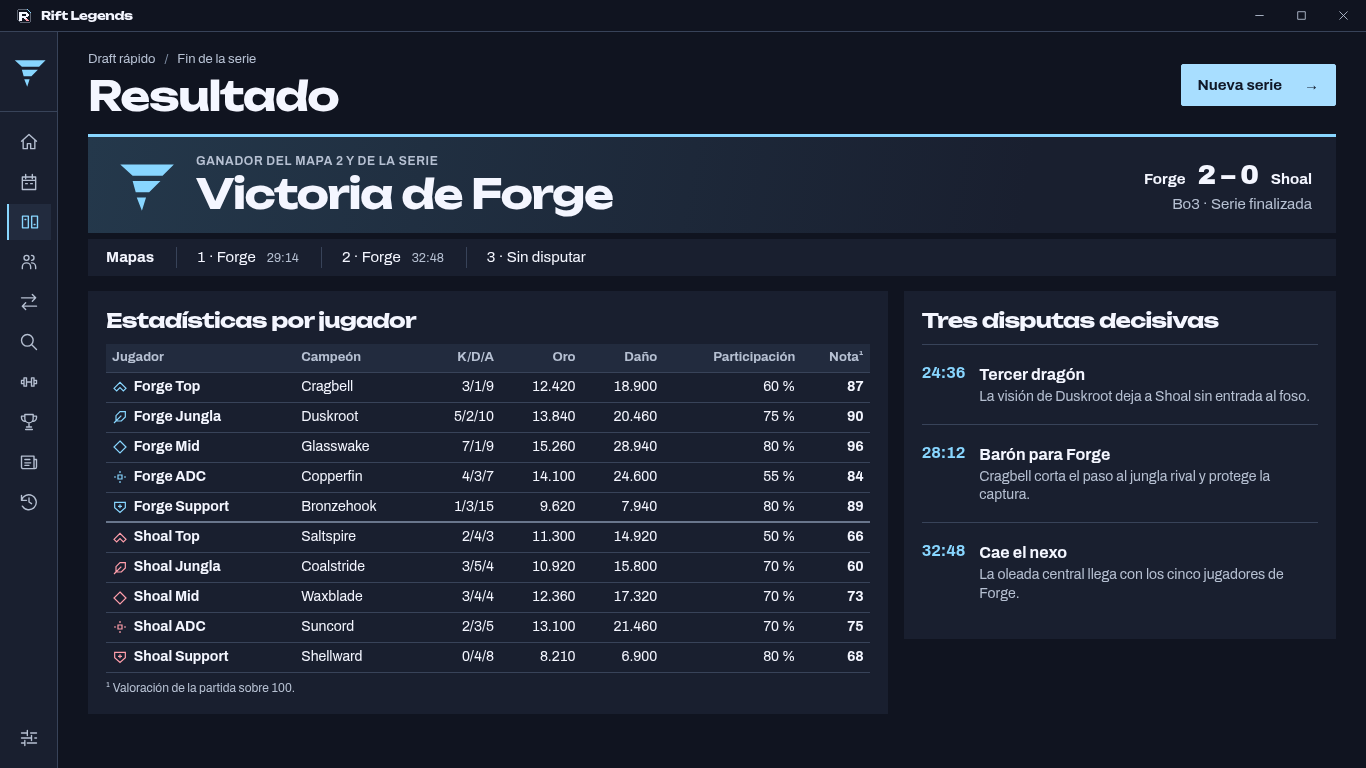 Rift Legends
Draft rápido / Fin de la serie
Resultado
Nueva serie →
GANADOR DEL MAPA 2 Y DE LA SERIE
Victoria de Forge
Forge 2 – 0 Shoal
Bo3 · Serie finalizada
Mapas 1 · Forge 29:14 2 · Forge 32:48 3 · Sin disputar
Estadísticas por jugador
Jugador Campeón K/D/A Oro Daño Participación Nota¹
Forge Top Cragbell 3/1/9 12.420 18.900 60 % 87
Forge Jungla Duskroot 5/2/10 13.840 20.460 75 % 90
Forge Mid Glasswake 7/1/9 15.260 28.940 80 % 96
Forge ADC Copperfin 4/3/7 14.100 24.600 55 % 84
Forge Support Bronzehook 1/3/15 9.620 7.940 80 % 89
Shoal Top Saltspire 2/4/3 11.300 14.920 50 % 66
Shoal Jungla Coalstride 3/5/4 10.920 15.800 70 % 60
Shoal Mid Waxblade 3/4/4 12.360 17.320 70 % 73
Shoal ADC Suncord 2/3/5 13.100 21.460 70 % 75
Shoal Support Shellward 0/4/8 8.210 6.900 80 % 68
¹ Valoración de la partida sobre 100.
Tres disputas decisivas
24:36 Tercer dragón
La visión de Duskroot deja a Shoal sin entrada al foso.
28:12 Barón para Forge
Cragbell corta el paso al jungla rival y protege la
captura.
32:48 Cae el nexo
La oleada central llega con los cinco jugadores de
Forge.